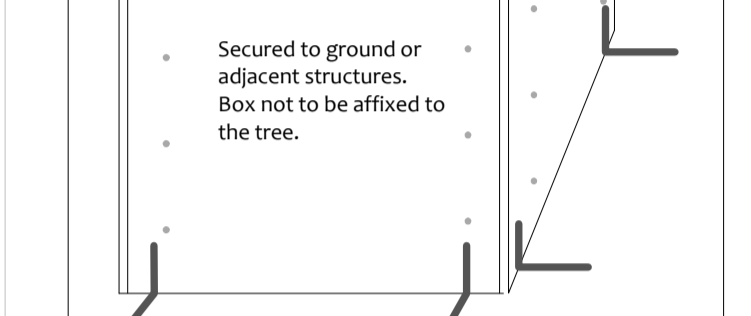 Secured to ground or
adjacent structures.
Box not to be affixed to
the tree.